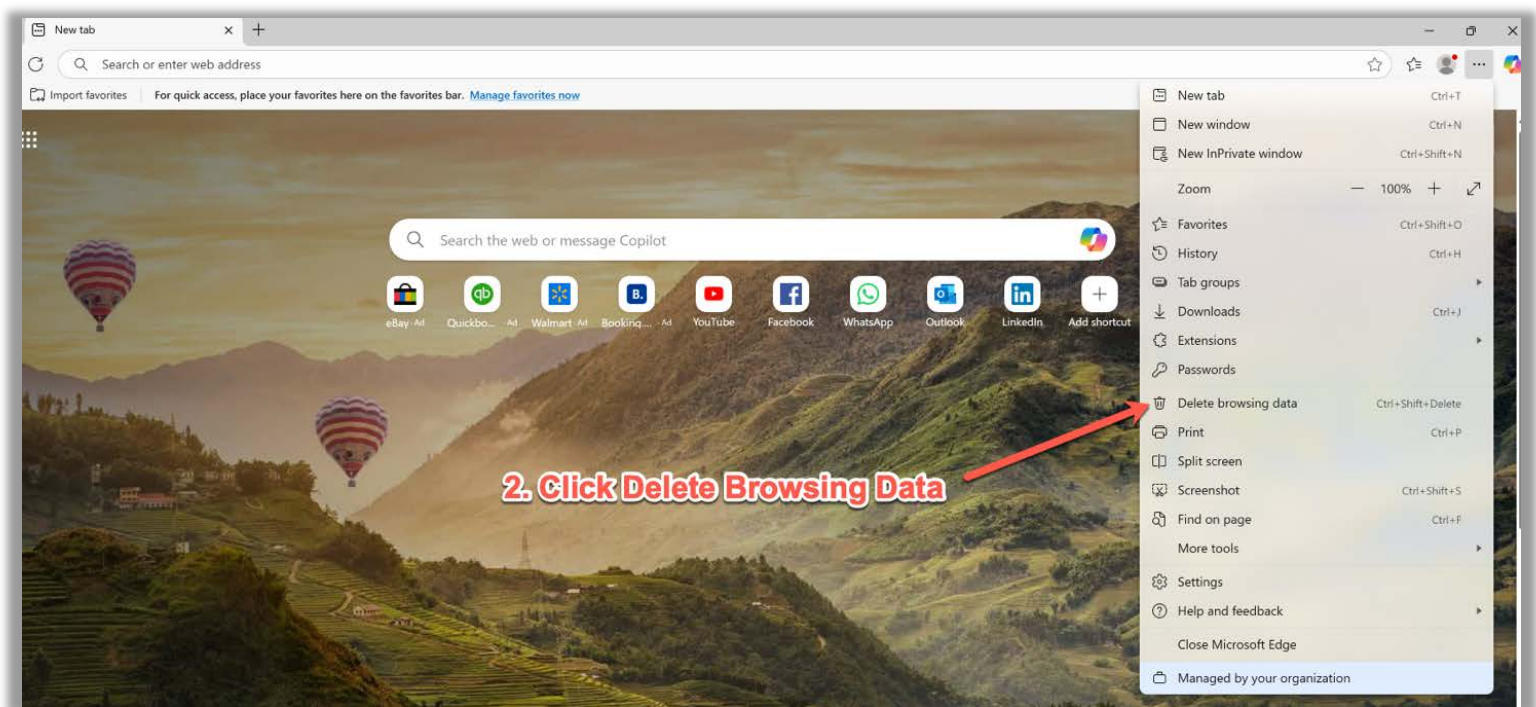 New tab
Search or enter web address
Import favorites For quick access, place your favorites here on the favorites bar. Manage favorites now
Search the web or message Copilot
eBay Ad Quickbo... Ad Walmart Ad Booking.... Ad YouTube Facebook WhatsApp Outlook LinkedIn Add shortcut
2. Click Delete Browsing Data
New tab Ctrl+T
New window Ctrl+N
New InPrivate window Ctrl+Shift+N
Zoom — 100% +
Favorites Ctrl+Shift+O
History Ctrl+H
Tab groups
Downloads Ctrl+J
Extensions
Passwords
Delete browsing data Ctrl+Shift+Delete
Print Ctrl+P
Split screen
Screenshot Ctrl+Shift+S
Find on page Ctrl+F
More tools
Settings
Help and feedback
Close Microsoft Edge
Managed by your organization